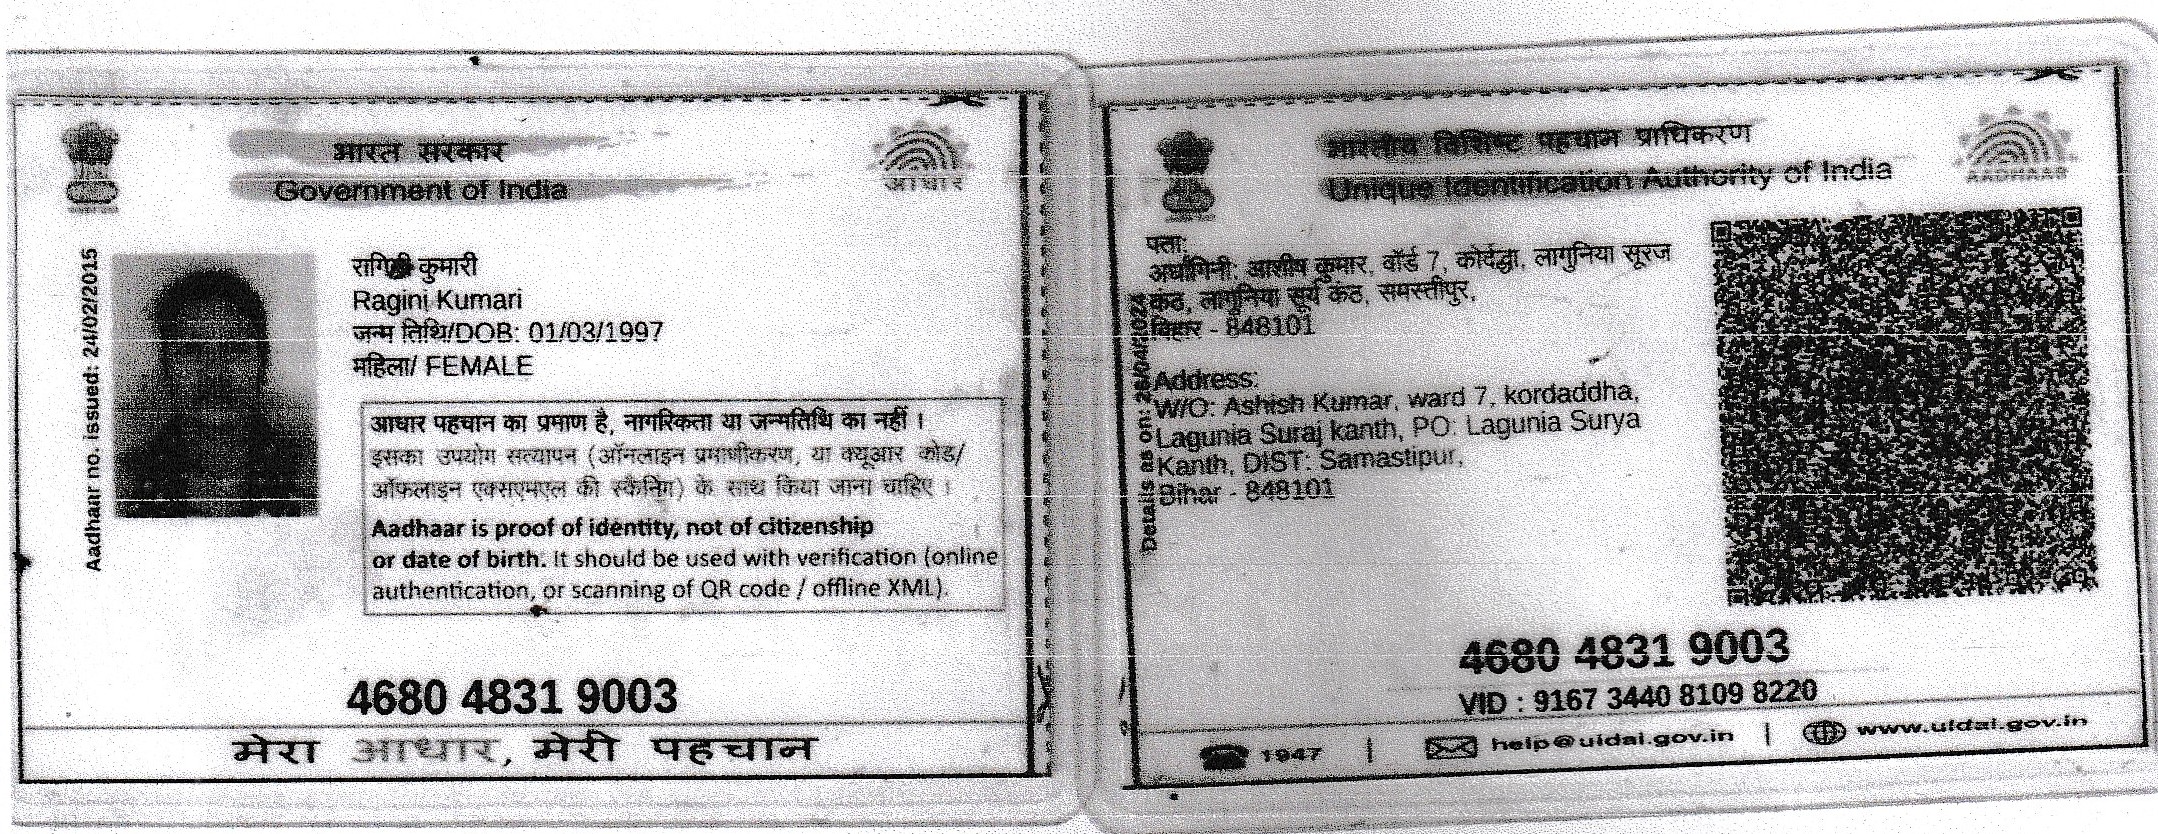 भारत सरकार
Government of India
आधार
Aadhaar no. issued: 24/02/2015
कुमारी
Ragini Kumari
जन्म तिथि/DOB: 01/03/1997
महिला/ FEMALE
आधार पहचान का प्रमाण है, नागरिकता या जन्मतिथि का नहीं ।
इसका उपयोग सत्यापन (ऑनलाइन प्रमाणीकरण, या क्यूआर कोड/
ऑफलाइन एक्सएमएल की स्कैनिंग) के साथ किया जाना चाहिए ।
Aadhaar is proof of identity, not of citizenship
or date of birth. It should be used with verification (online
authentication, or scanning of QR code / offline XML).
4680 4831 9003
मेरा आधार, मेरी पहचान
भारतीय विशिष्ट पहचान प्राधिकरण
Unique Identification Authority of India
AADHAAR
पता:
अर्धांगिनी: आशीष कुमार, वॉर्ड 7, कोर्दद्धा, लागुनिया सूरज
कंठ, लागुनिया सूर्य कंठ, समस्तीपुर,
बिहार - 848101
Details as on:
Address:
W/O: Ashish Kumar, ward 7, kordaddha,
Lagunia Suraj kanth, PO: Lagunia Surya
Kanth, DIST: Samastipur,
Bihar - 848101
4680 4831 9003
VID : 9167 3440 8109 8220
1947 | help@uidai.gov.in | www.uidai.gov.in